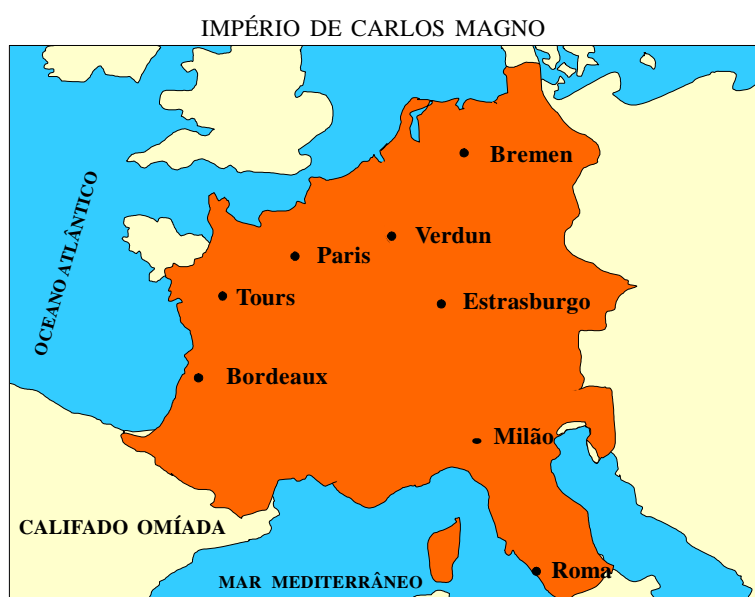 IMPÉRIO DE CARLOS MAGNO
Bremen
OCEANO ATLÂNTICO
Verdun
Paris
Tours
Estrasburgo
Bordeaux
Milão
CALIFADO OMÍADA
MAR MEDITERRÂNEO
Roma